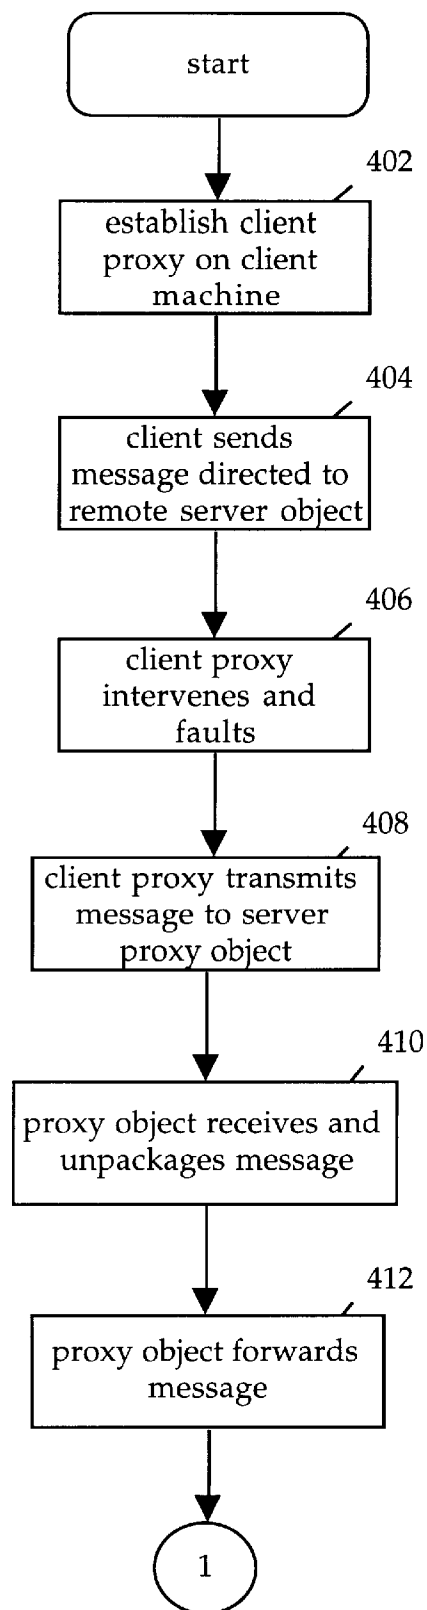 start
402
establish client
proxy on client
machine
404
client sends
message directed to
remote server object
406
client proxy
intervenes and
faults
408
client proxy transmits
message to server
proxy object
410
proxy object receives and
unpackages message
412
proxy object forwards
message
1